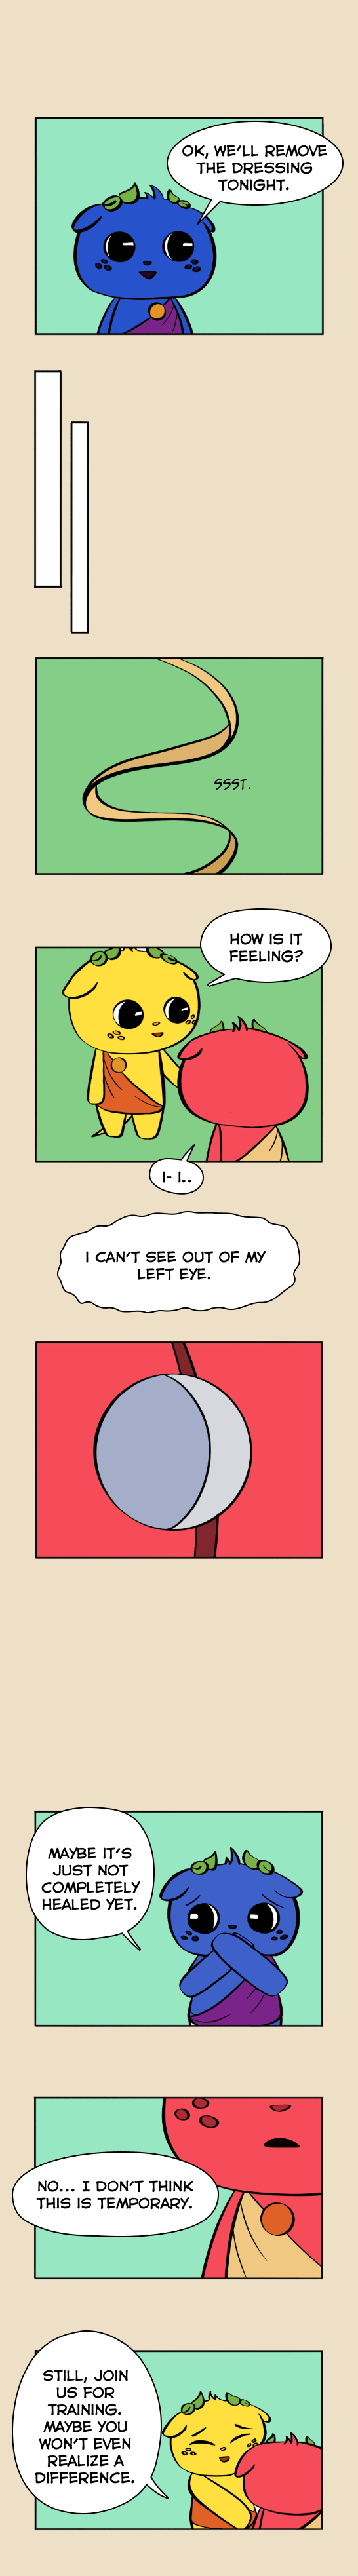 OK, WE'LL REMOVE
THE DRESSING
TONIGHT.
SSST.
HOW IS IT
FEELING?
I- I..
I CAN'T SEE OUT OF MY
LEFT EYE.
MAYBE IT'S
JUST NOT
COMPLETELY
HEALED YET.
NO... I DON'T THINK
THIS IS TEMPORARY.
STILL, JOIN
US FOR
TRAINING.
MAYBE YOU
WON'T EVEN
REALIZE A
DIFFERENCE.